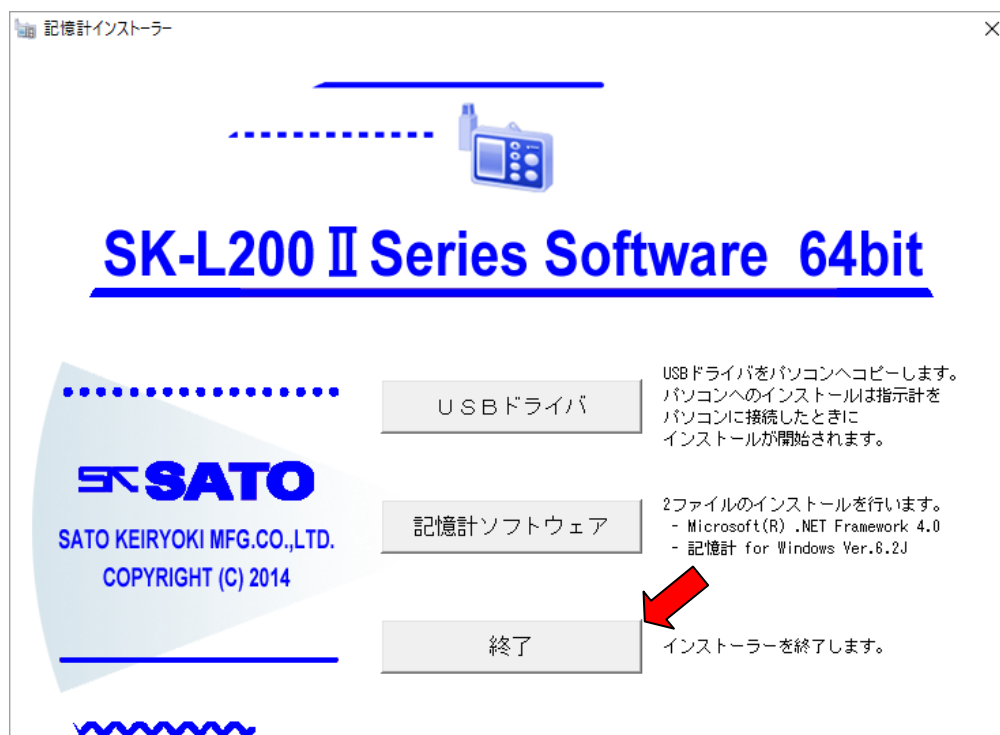 記憶計インストーラー
SK-L200Ⅱ Series Software 64bit
USBドライバ
USBドライバをパソコンへコピーします。
パソコンへのインストールは指示計を
パソコンに接続したときに
インストールが開始されます。
SK SATO
SATO KEIRYOKI MFG.CO.,LTD.
COPYRIGHT (C) 2014
記憶計ソフトウェア
2ファイルのインストールを行います。
- Microsoft(R) .NET Framework 4.0
- 記憶計 for Windows Ver.6.2J
終了
インストーラーを終了します。